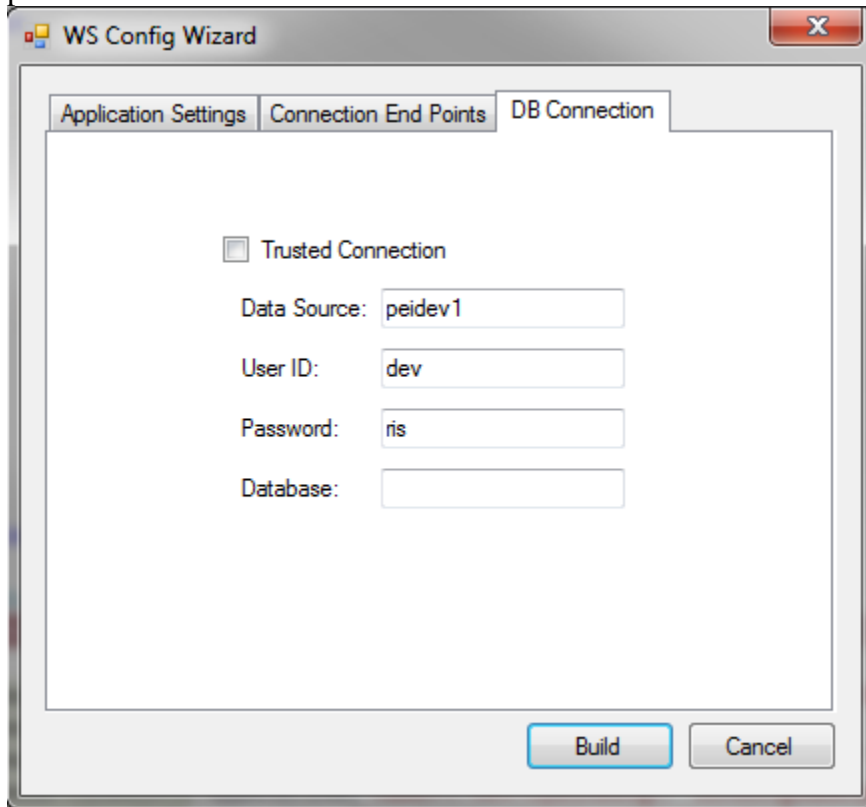 WS Config Wizard
Application Settings Connection End Points DB Connection
Trusted Connection
Data Source: peidev1
User ID: dev
Password: ris
Database:
Build Cancel